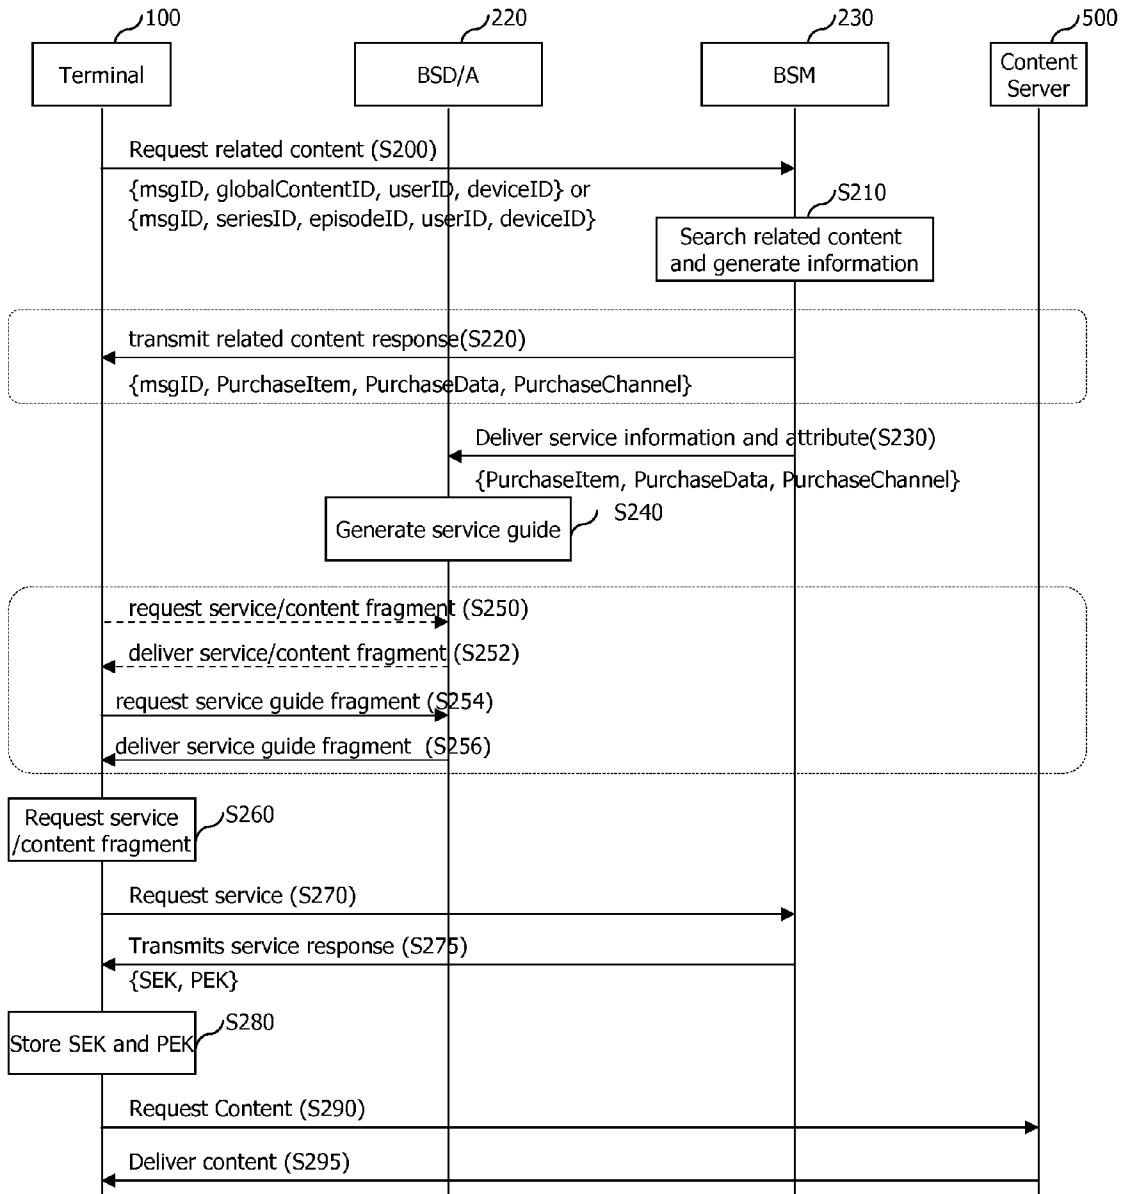 100
220
230
500
Terminal
BSD/A
BSM
Content
Server
Request related content (S200)
{msgID, globalContentID, userID, deviceID} or
{msgID, seriesID, episodeID, userID, deviceID}
S210
Search related content
and generate information
transmit related content response(S220)
{msgID, PurchaseItem, PurchaseData, PurchaseChannel}
Deliver service information and attribute(S230)
{PurchaseItem, PurchaseData, PurchaseChannel}
S240
Generate service guide
request service/content fragment (S250)
deliver service/content fragment (S252)
request service guide fragment (S254)
deliver service guide fragment (S256)
S260
Request service
/content fragment
Request service (S270)
Transmits service response (S275)
{SEK, PEK}
S280
Store SEK and PEK
Request Content (S290)
Deliver content (S295)